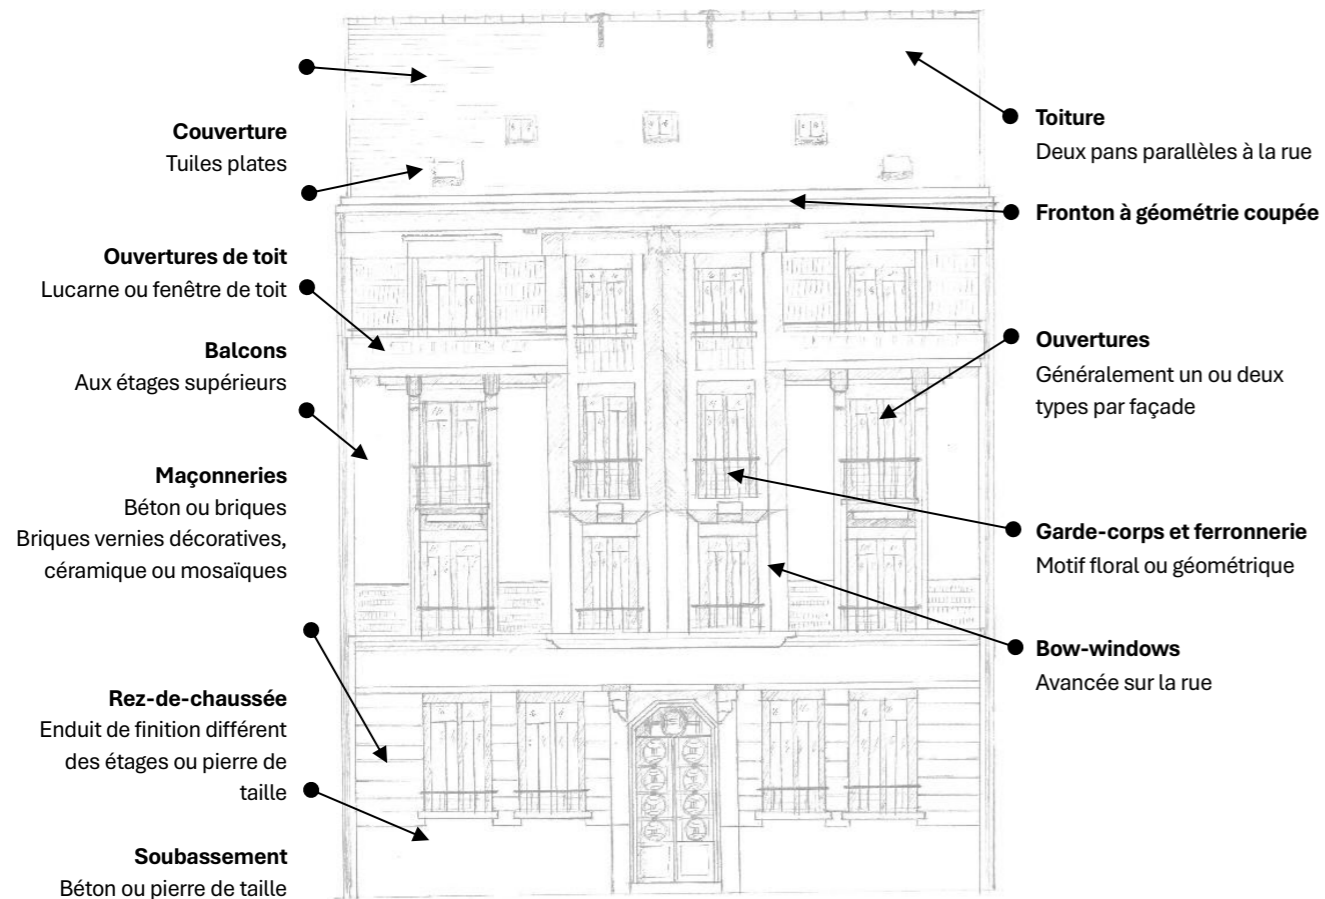 Couverture
Tuiles plates
Ouvertures de toit
Lucarne ou fenêtre de toit
Balcons
Aux étages supérieurs
Maçonneries
Béton ou briques
Briques vernies décoratives,
céramique ou mosaïques
Rez-de-chaussée
Enduit de finition différent
des étages ou pierre de
taille
Soubassement
Béton ou pierre de taille
Toiture
Deux pans parallèles à la rue
Fronton à géométrie coupée
Ouvertures
Généralement un ou deux
types par façade
Garde-corps et ferronnerie
Motif floral ou géométrique
Bow-windows
Avancée sur la rue